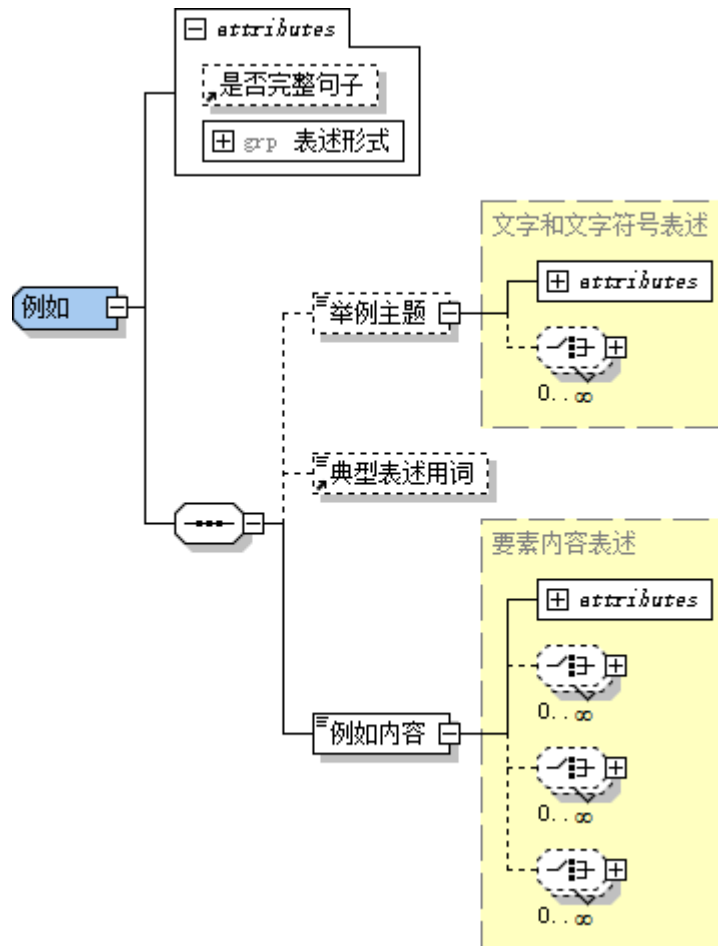 attributes
是否完整句子
grp 表述形式
例如
文字和文字符号表述
attributes
举例主题
0..∞
典型表述用词
要素内容表述
attributes
0..∞
例如内容
0..∞
0..∞